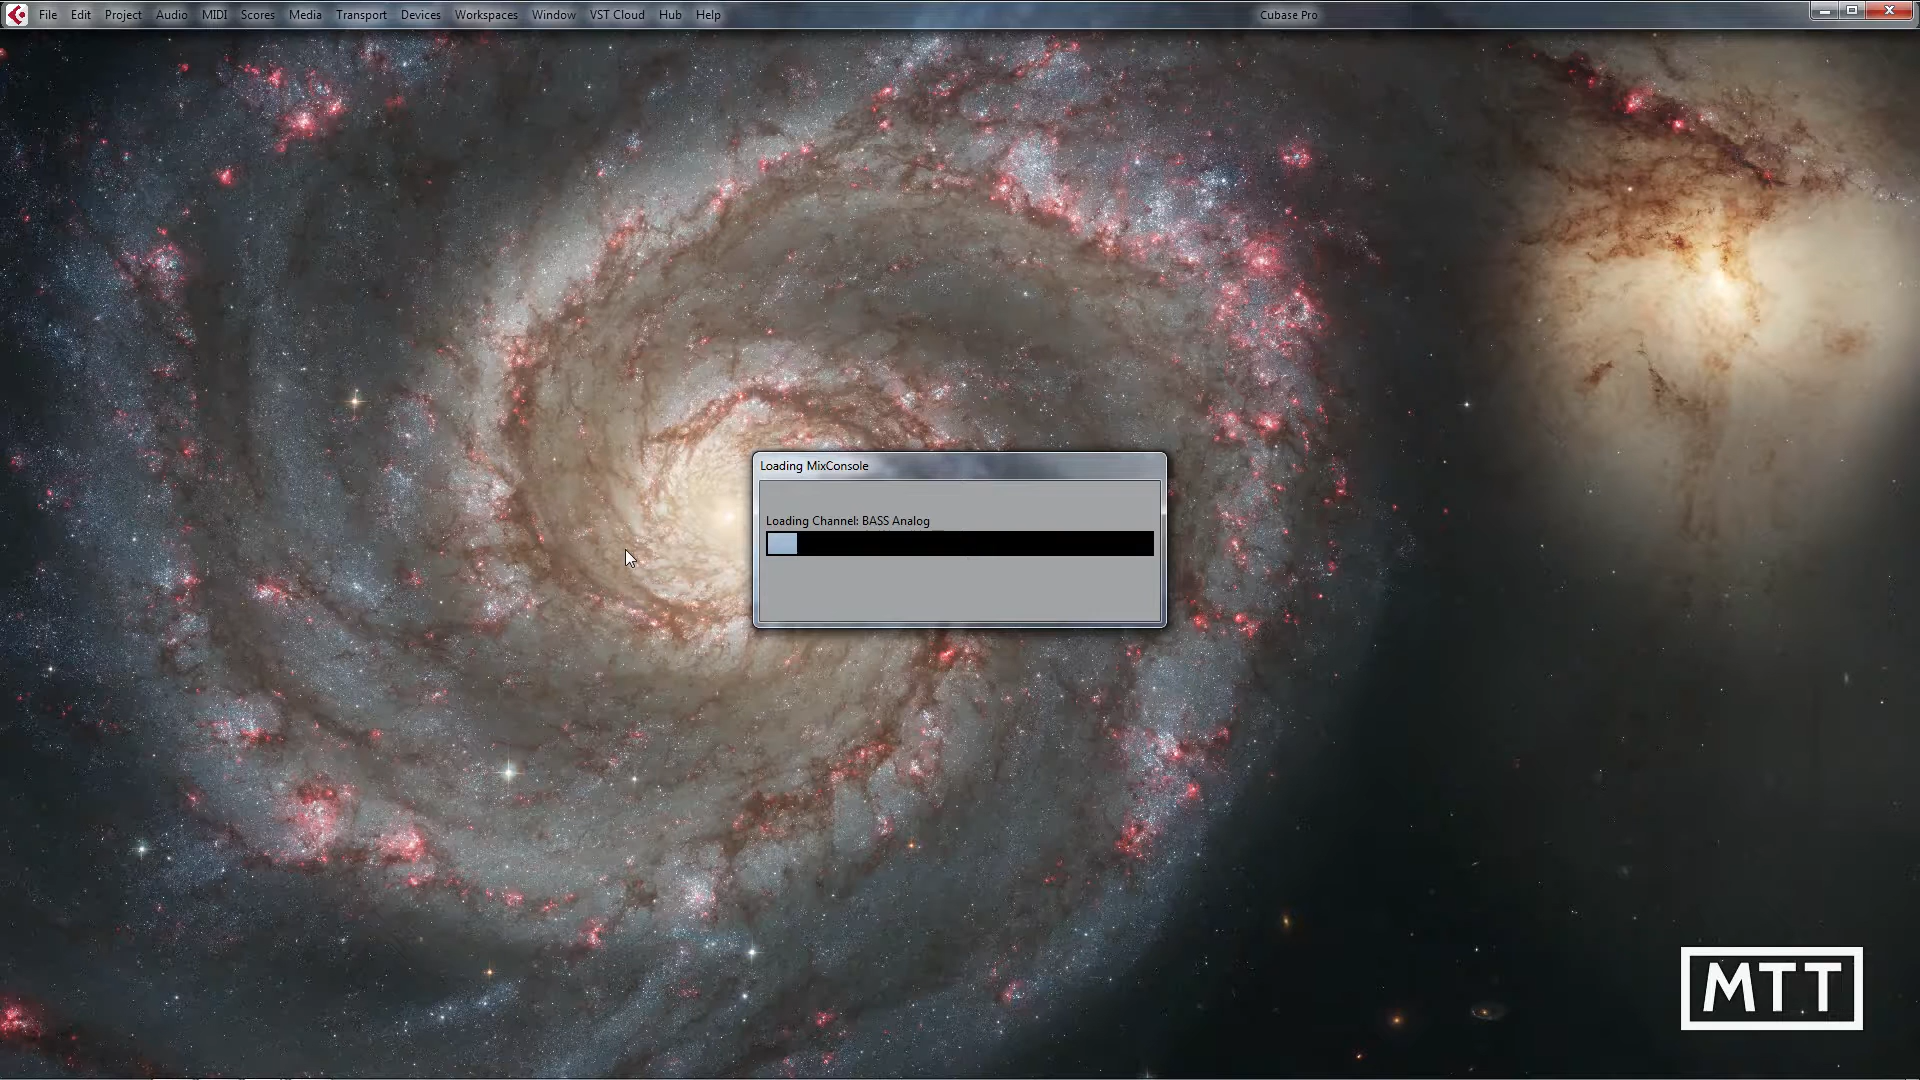 File Edit Project Audio MIDI Scores Media Transport Devices Workspaces Window VST Cloud Hub Help Cubase Pro
Loading MixConsole
Loading Channel: BASS Analog
MTT